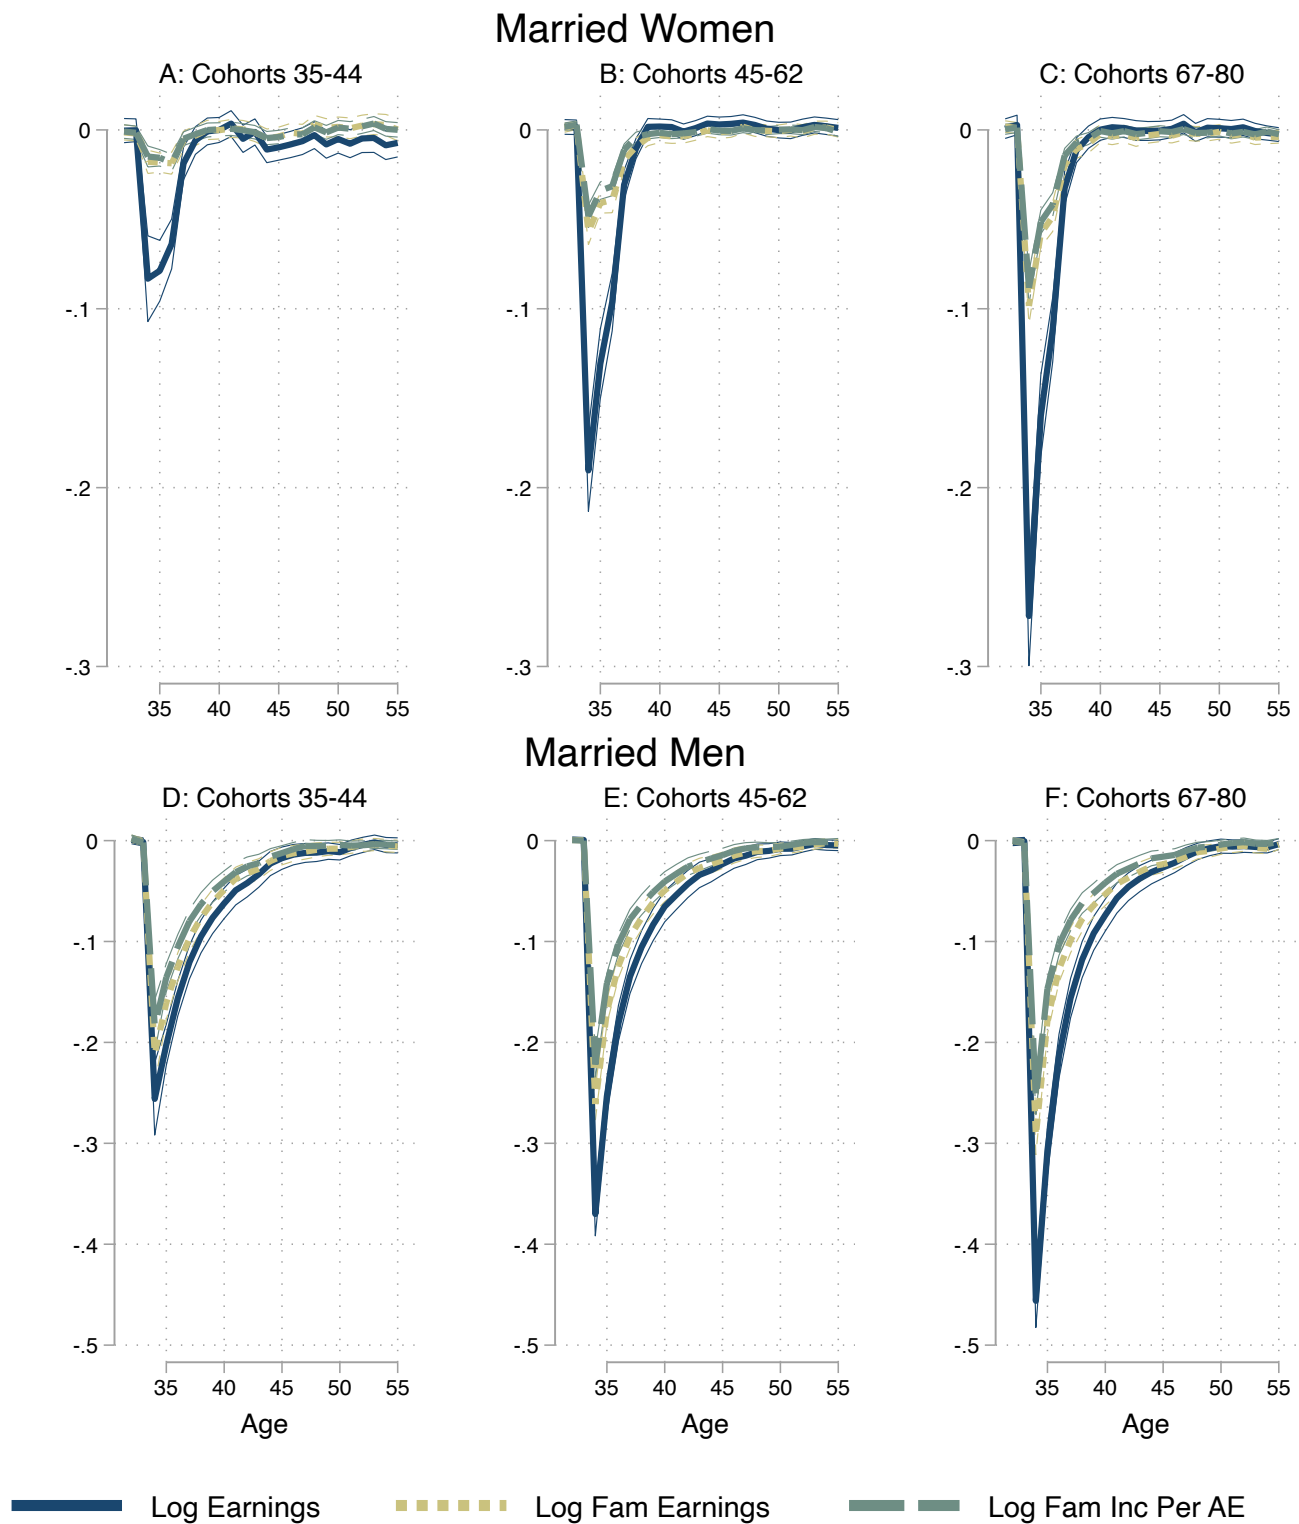 Married Women
A: Cohorts 35-44
B: Cohorts 45-62
C: Cohorts 67-80
0
-.1
-.2
-.3
35 40 45 50 55
0
-.1
-.2
-.3
35 40 45 50 55
0
-.1
-.2
-.3
35 40 45 50 55
Married Men
D: Cohorts 35-44
E: Cohorts 45-62
F: Cohorts 67-80
0
-.1
-.2
-.3
-.4
-.5
35 40 45 50 55
Age
0
-.1
-.2
-.3
-.4
-.5
35 40 45 50 55
Age
0
-.1
-.2
-.3
-.4
-.5
35 40 45 50 55
Age
Log Earnings
Log Fam Earnings
Log Fam Inc Per AE